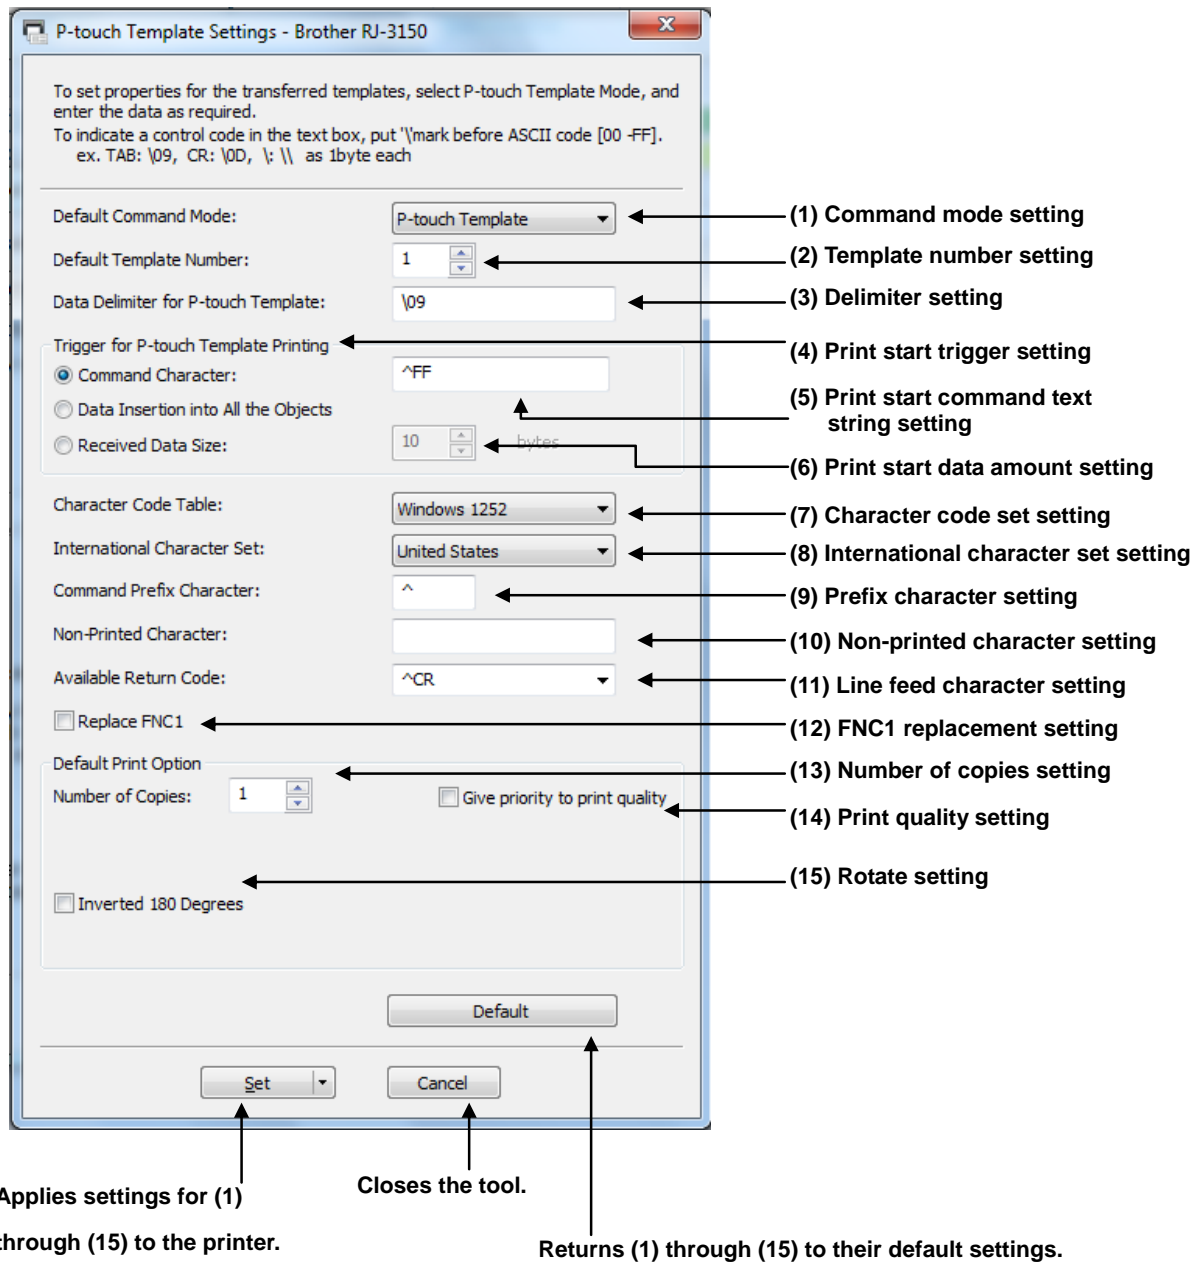 P-touch Template Settings - Brother RJ-3150
To set properties for the transferred templates, select P-touch Template Mode, and
enter the data as required.
To indicate a control code in the text box, put '\'mark before ASCII code [00 -FF].
ex. TAB: \09, CR: \0D, \: \\ as 1byte each
Default Command Mode:
P-touch Template
(1) Command mode setting
Default Template Number:
1
(2) Template number setting
Data Delimiter for P-touch Template:
\09
(3) Delimiter setting
Trigger for P-touch Template Printing
(4) Print start trigger setting
Command Character:
^FF
(5) Print start command text
string setting
Data Insertion into All the Objects
Received Data Size:
10
bytes
(6) Print start data amount setting
Character Code Table:
Windows 1252
(7) Character code set setting
International Character Set:
United States
(8) International character set setting
Command Prefix Character:
^
(9) Prefix character setting
Non-Printed Character:
(10) Non-printed character setting
Available Return Code:
^CR
(11) Line feed character setting
Replace FNC1
(12) FNC1 replacement setting
Default Print Option
(13) Number of copies setting
Number of Copies:
1
Give priority to print quality
(14) Print quality setting
(15) Rotate setting
Inverted 180 Degrees
Default
Set
Cancel
Applies settings for (1)
through (15) to the printer.
Closes the tool.
Returns (1) through (15) to their default settings.